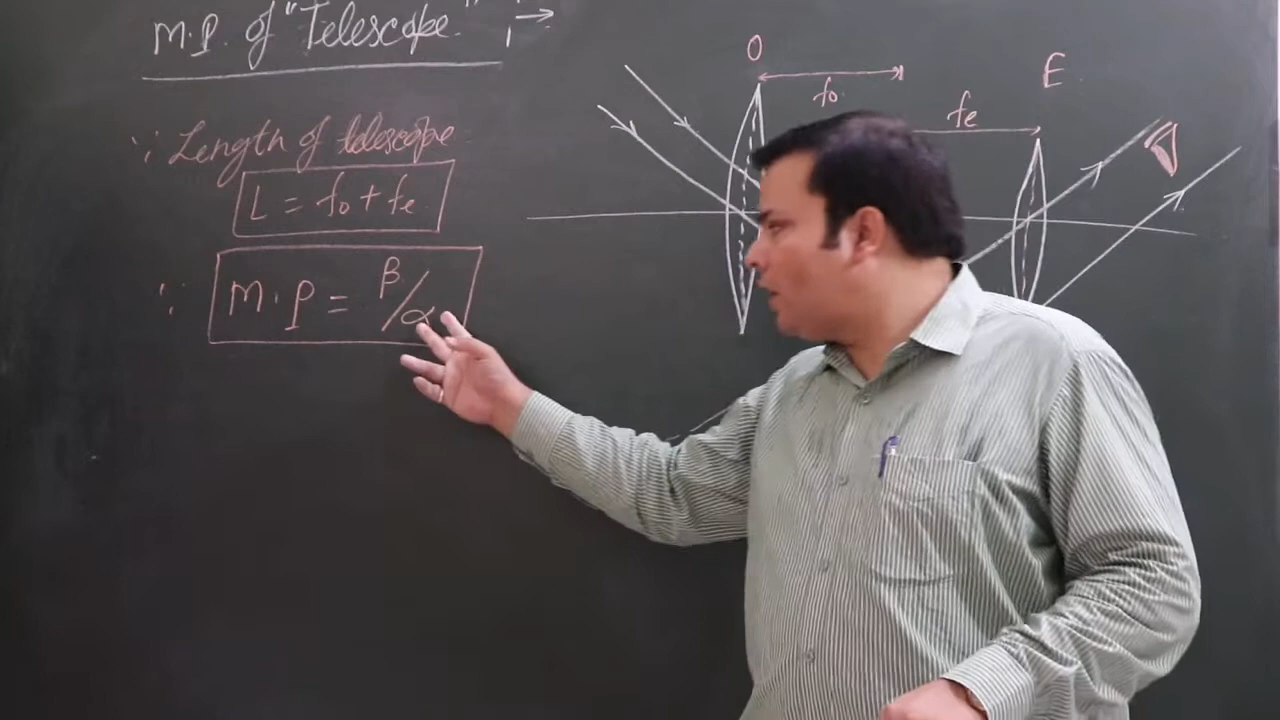 M.P. of "Telescope" ; →
∵ Length of telescope
L = fo + fe
∵ M.P = β/α
O
fo
E
fe